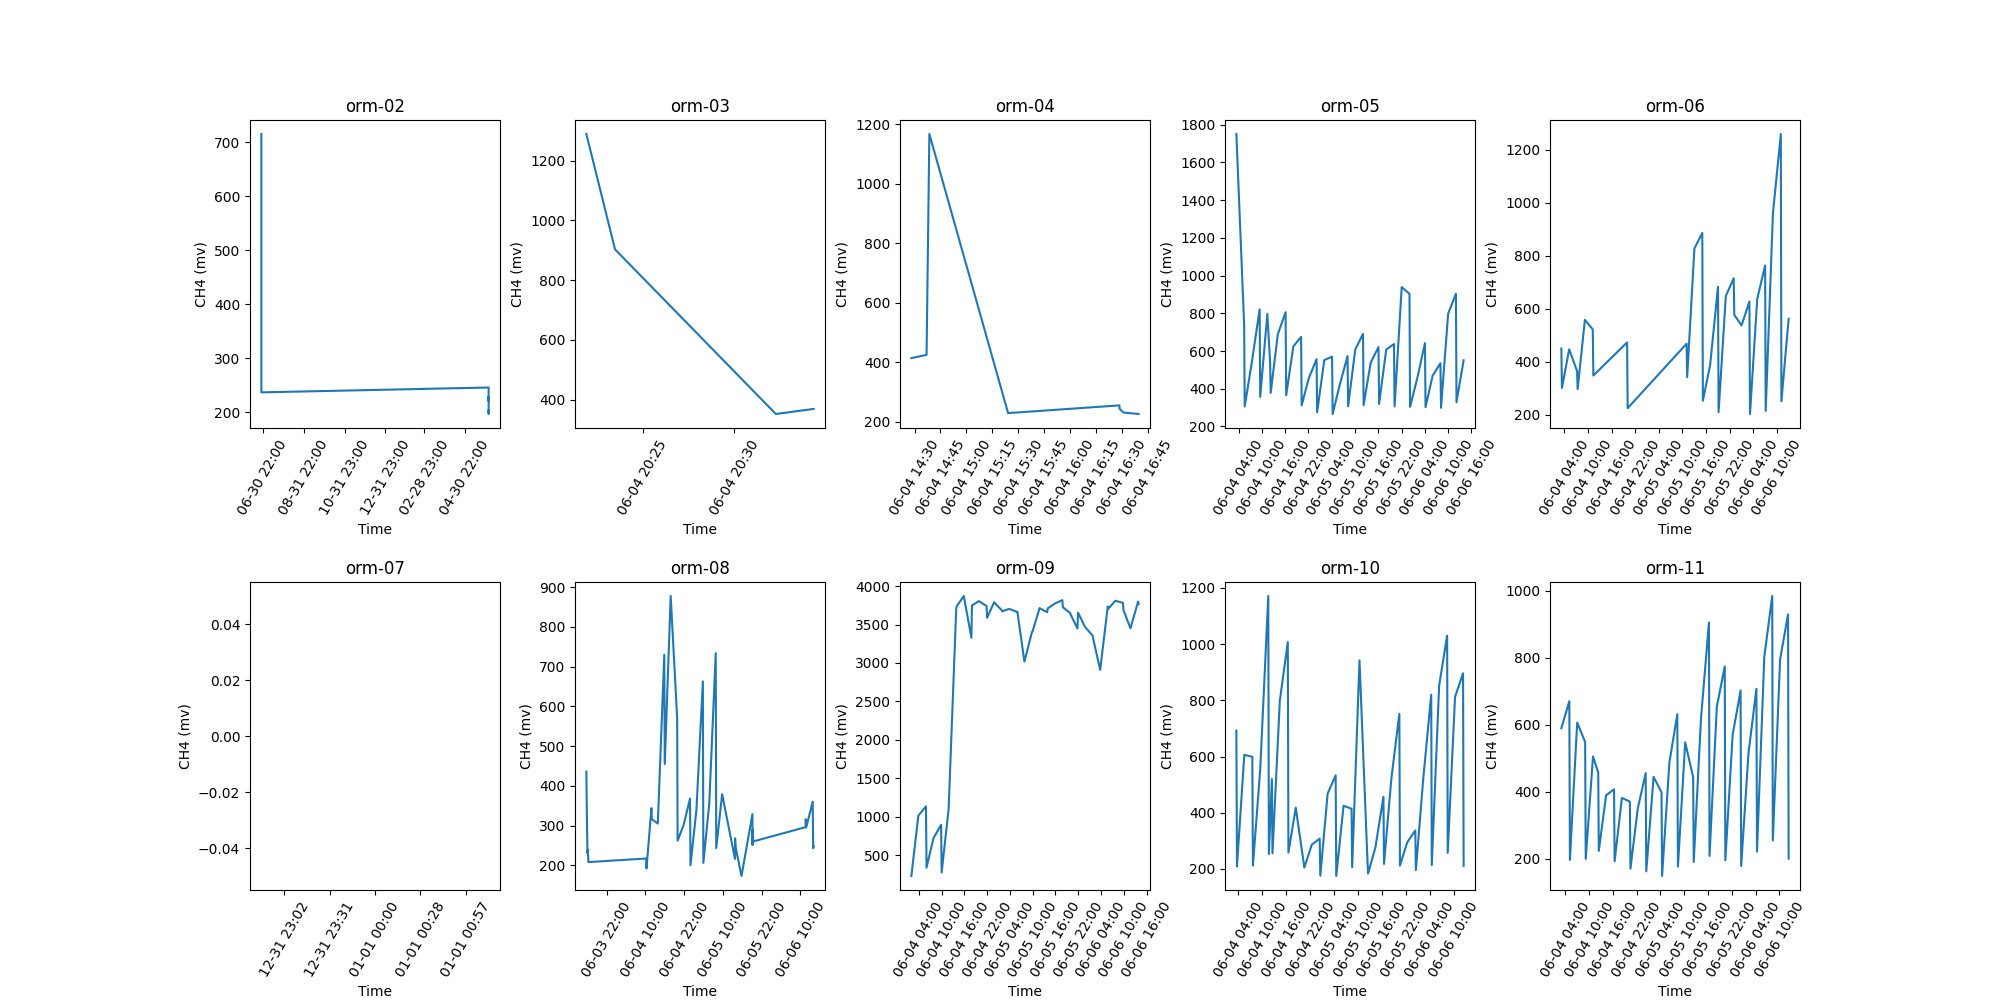 orm-02 orm-03 orm-04 orm-05 orm-06
CH4 (mv) CH4 (mv) CH4 (mv) CH4 (mv) CH4 (mv)
700 600 500 400 300 200
1200 1000 800 600 400
1200 1000 800 600 400 200
1800 1600 1400 1200 1000 800 600 400 200
1200 1000 800 600 400 200
06-30 22:00 08-31 22:00 10-31 23:00 12-31 23:00 02-28 23:00 04-30 22:00
06-04 20:25 06-04 20:30
06-04 14:30 06-04 14:45 06-04 15:00 06-04 15:15 06-04 15:30 06-04 15:45 06-04 16:00 06-04 16:15 06-04 16:30 06-04 16:45
06-04 04:00 06-04 10:00 06-04 16:00 06-04 22:00 06-05 04:00 06-05 10:00 06-05 16:00 06-05 22:00 06-06 04:00 06-06 10:00 06-06 16:00
06-04 04:00 06-04 10:00 06-04 16:00 06-04 22:00 06-05 04:00 06-05 10:00 06-05 16:00 06-05 22:00 06-06 04:00 06-06 10:00
Time Time Time Time Time
orm-07 orm-08 orm-09 orm-10 orm-11
CH4 (mv) CH4 (mv) CH4 (mv) CH4 (mv) CH4 (mv)
0.04 0.02 0.00 −0.02 −0.04
900 800 700 600 500 400 300 200
4000 3500 3000 2500 2000 1500 1000 500
1200 1000 800 600 400 200
1000 800 600 400 200
12-31 23:02 12-31 23:31 01-01 00:00 01-01 00:28 01-01 00:57
06-03 22:00 06-04 10:00 06-04 22:00 06-05 10:00 06-05 22:00 06-06 10:00
06-04 04:00 06-04 10:00 06-04 16:00 06-04 22:00 06-05 04:00 06-05 10:00 06-05 16:00 06-05 22:00 06-06 04:00 06-06 10:00 06-06 16:00
06-04 04:00 06-04 10:00 06-04 16:00 06-04 22:00 06-05 04:00 06-05 10:00 06-05 16:00 06-05 22:00 06-06 04:00 06-06 10:00
06-04 04:00 06-04 10:00 06-04 16:00 06-04 22:00 06-05 04:00 06-05 10:00 06-05 16:00 06-05 22:00 06-06 04:00 06-06 10:00
Time Time Time Time Time